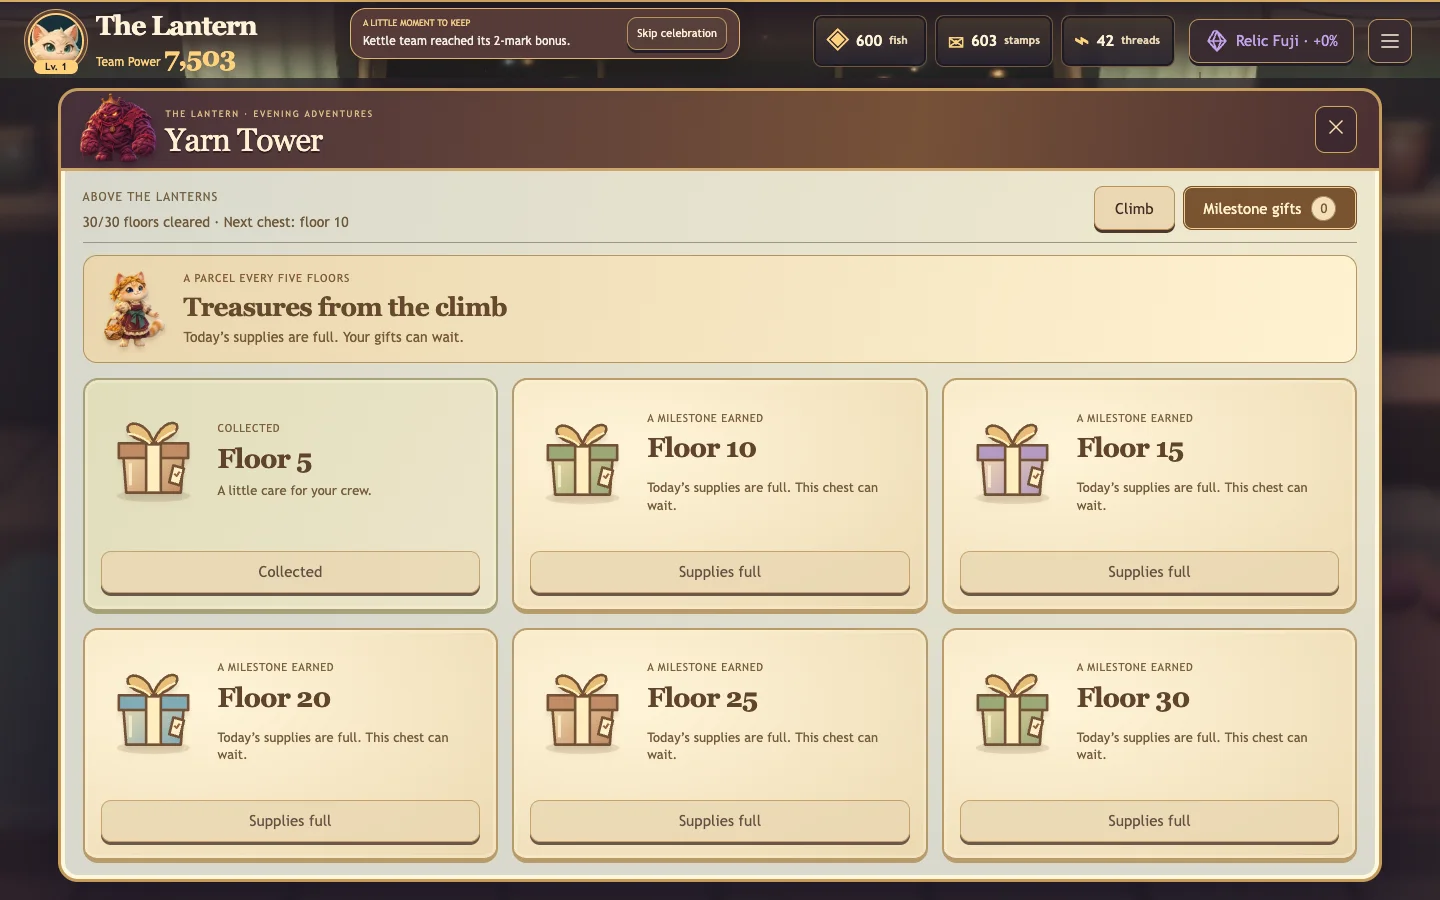 The Lantern
Lv. 1
Team Power 7,503
A LITTLE MOMENT TO KEEP
Kettle team reached its 2-mark bonus.
Skip celebration
600 fish
603 stamps
42 threads
Relic Fuji · +0%
THE LANTERN · EVENING ADVENTURES
Yarn Tower
ABOVE THE LANTERNS
30/30 floors cleared · Next chest: floor 10
Climb
Milestone gifts 0
A PARCEL EVERY FIVE FLOORS
Treasures from the climb
Today’s supplies are full. Your gifts can wait.
COLLECTED
Floor 5
A little care for your crew.
Collected
A MILESTONE EARNED
Floor 10
Today’s supplies are full. This chest can
wait.
Supplies full
A MILESTONE EARNED
Floor 15
Today’s supplies are full. This chest can
wait.
Supplies full
A MILESTONE EARNED
Floor 20
Today’s supplies are full. This chest can
wait.
Supplies full
A MILESTONE EARNED
Floor 25
Today’s supplies are full. This chest can
wait.
Supplies full
A MILESTONE EARNED
Floor 30
Today’s supplies are full. This chest can
wait.
Supplies full